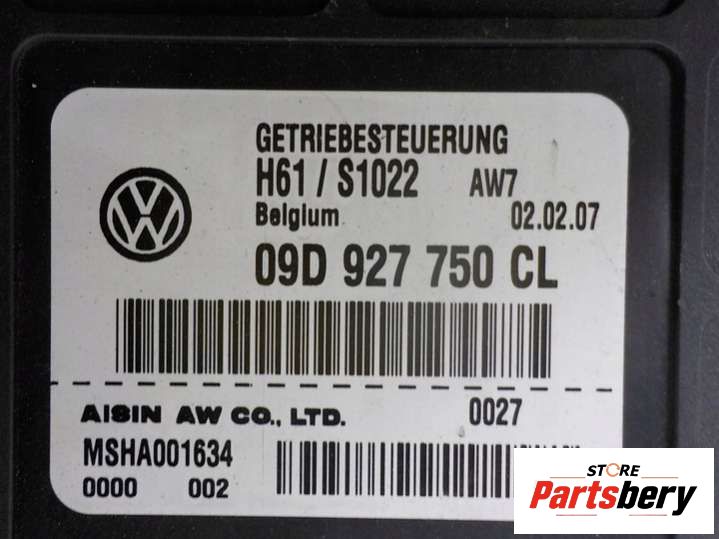 GETRIEBESTEUERUNG
H61 / S1022 AW7
Belgium 02.02.07
09D 927 750 CL
AISIN AW CO., LTD. 0027
MSHA001634
0000 002
STORE
Partsbery